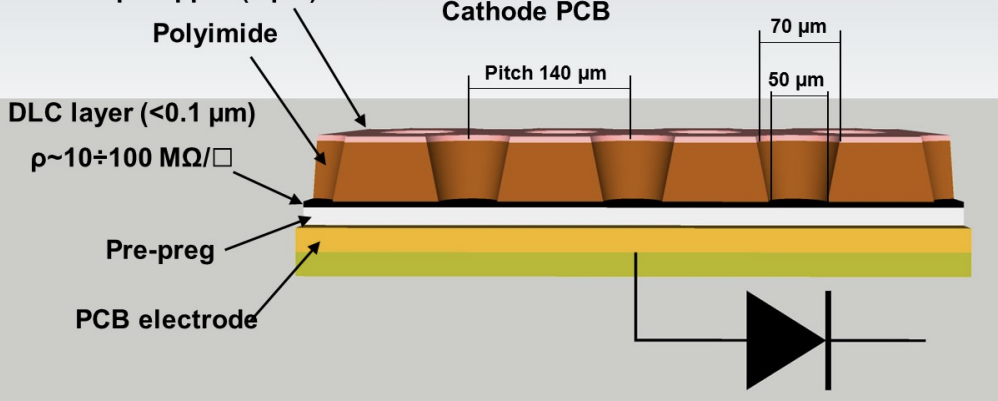 Cathode PCB
Polyimide
70 µm
Pitch 140 µm
50 µm
DLC layer (<0.1 µm)
ρ~10÷100 MΩ/□
Pre-preg
PCB electrode